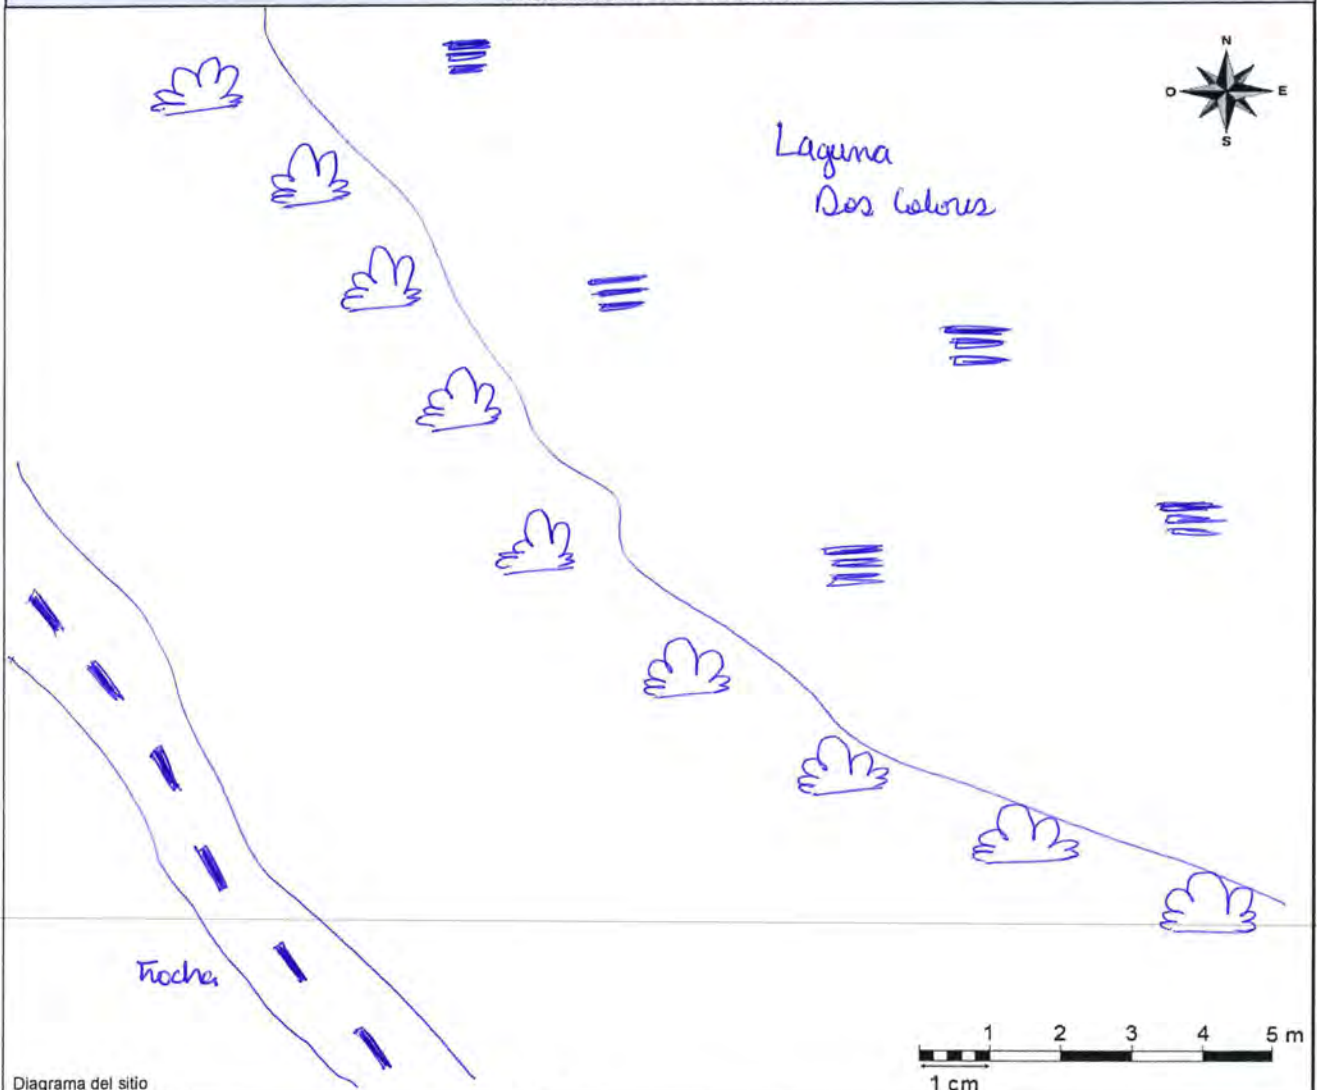 N
O E
S
Laguna
Dos Colores
Trocha
1 2 3 4 5 m
1 cm
Diagrama del sitio